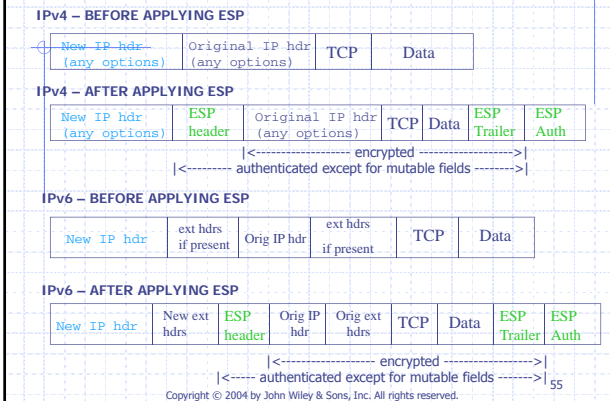 IPv4 – BEFORE APPLYING ESP
New IP hdr (any options) Original IP hdr (any options) TCP Data
IPv4 – AFTER APPLYING ESP
New IP hdr (any options) ESP header Original IP hdr (any options) TCP Data ESP Trailer ESP Auth
|<------------------- encrypted ------------------>|
|<--------- authenticated except for mutable fields -------->|
IPv6 – BEFORE APPLYING ESP
New IP hdr ext hdrs if present Orig IP hdr ext hdrs if present TCP Data
IPv6 – AFTER APPLYING ESP
New IP hdr New ext hdrs ESP header Orig IP hdr Orig ext hdrs TCP Data ESP Trailer ESP Auth
|<------------------- encrypted ------------------>|
|<----- authenticated except for mutable fields ------->|
55
Copyright © 2004 by John Wiley & Sons, Inc. All rights reserved.